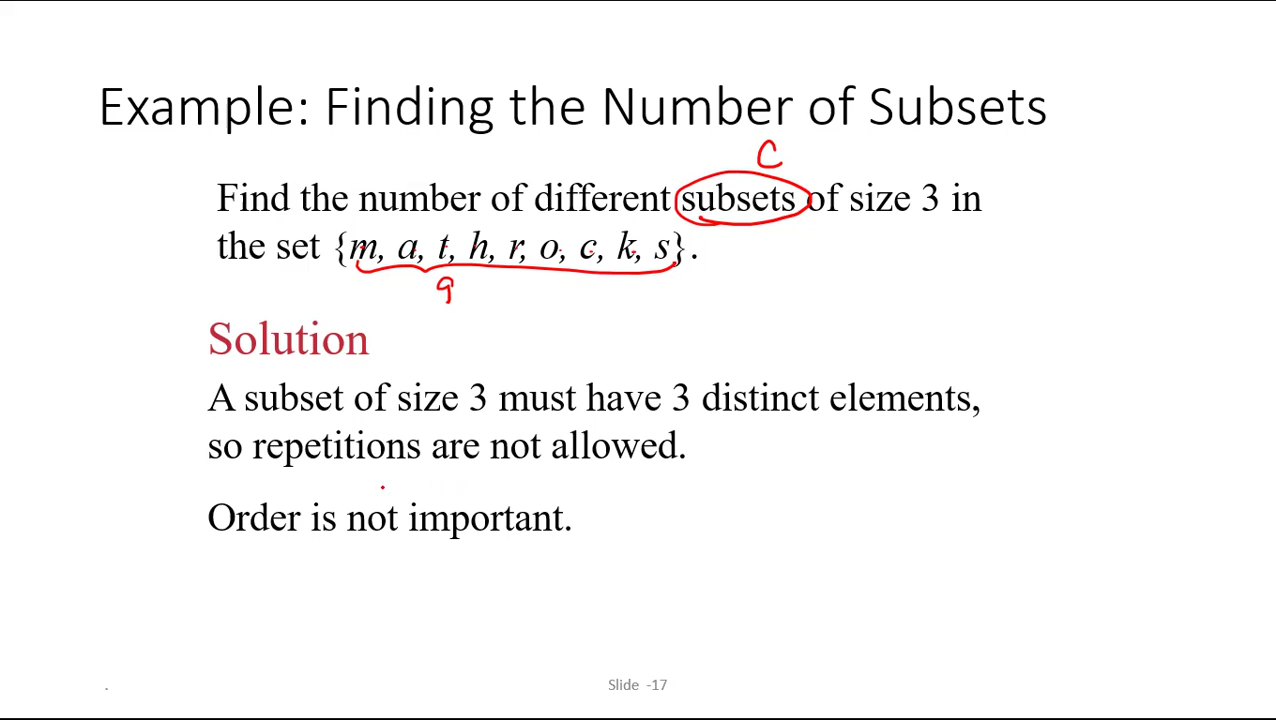 Example: Finding the Number of Subsets
C
Find the number of different subsets of size 3 in
the set {m, a, t, h, r, o, c, k, s}.
9
Solution
A subset of size 3 must have 3 distinct elements,
so repetitions are not allowed.
Order is not important.
.
Slide -17